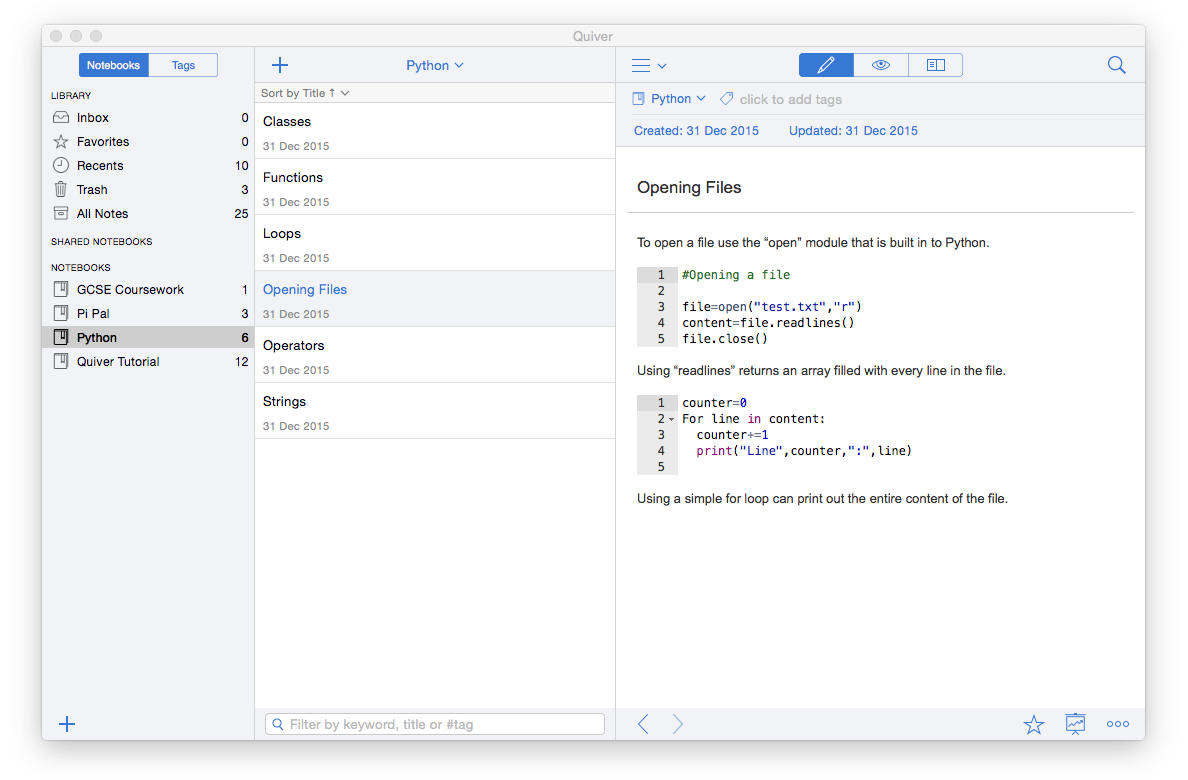 Quiver
Notebooks Tags
LIBRARY
Inbox 0
Favorites 0
Recents 10
Trash 3
All Notes 25
SHARED NOTEBOOKS
NOTEBOOKS
GCSE Coursework 1
Pi Pal 3
Python 6
Quiver Tutorial 12
Python
Sort by Title ↑
Classes
31 Dec 2015
Functions
31 Dec 2015
Loops
31 Dec 2015
Opening Files
31 Dec 2015
Operators
31 Dec 2015
Strings
31 Dec 2015
Filter by keyword, title or #tag
Python click to add tags
Created: 31 Dec 2015 Updated: 31 Dec 2015
Opening Files
To open a file use the “open” module that is built in to Python.
1 #Opening a file
2
3 file=open("test.txt","r")
4 content=file.readlines()
5 file.close()
Using “readlines” returns an array filled with every line in the file.
1 counter=0
2 For line in content:
3 counter+=1
4 print("Line",counter,":",line)
5
Using a simple for loop can print out the entire content of the file.